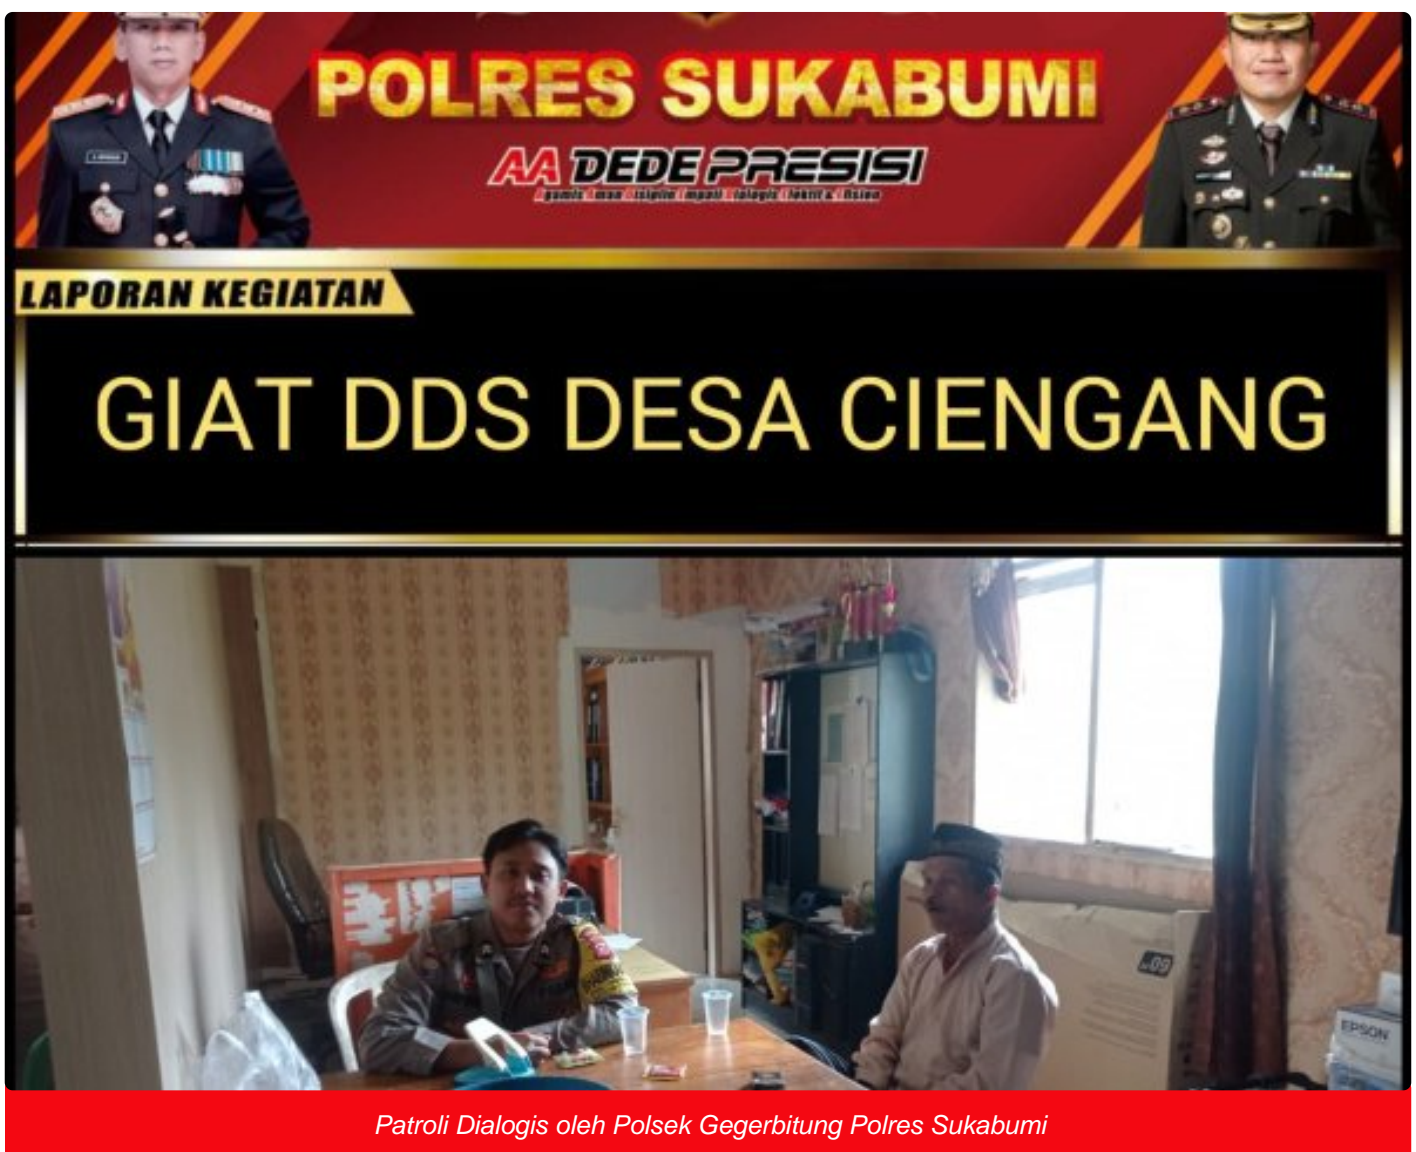 POLRES SUKABUMI
AA DEDE PRESISI
LAPORAN KEGIATAN
GIAT DDS DESA CIENGANG
EPSON
Patroli Dialogis oleh Polsek Gegerbitung Polres Sukabumi